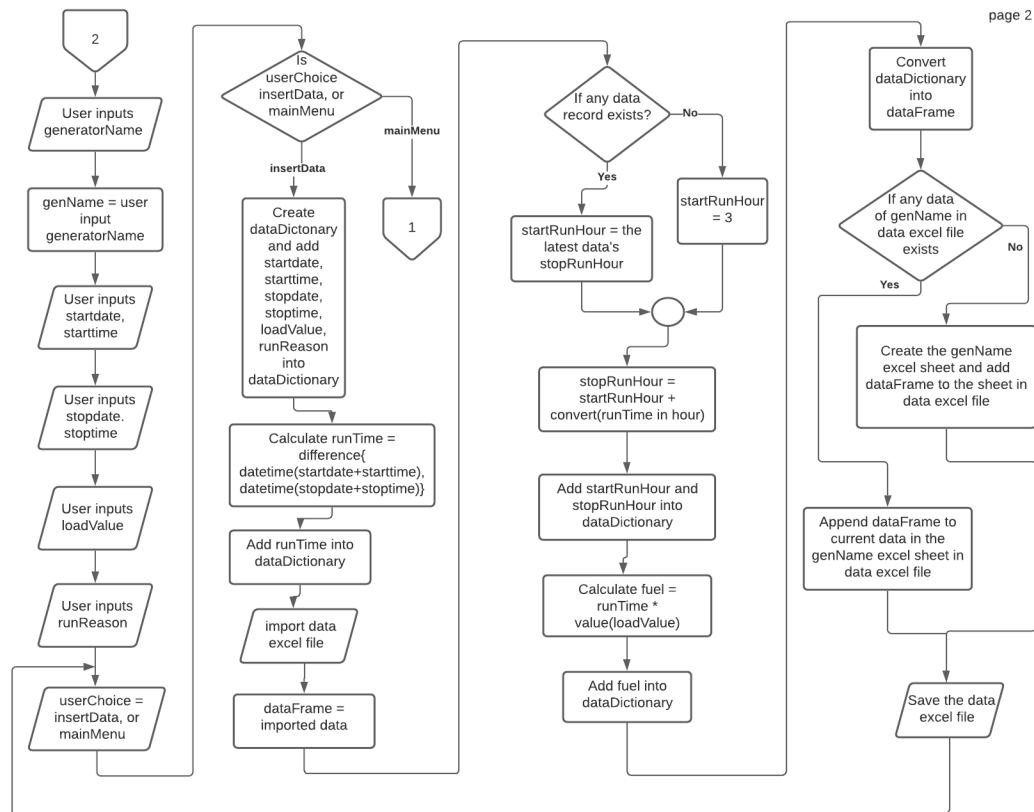 page 2
2
User inputs
generatorName
genName = user
input
generatorName
User inputs
startdate,
starttime
User inputs
stopdate.
stoptime
User inputs
loadValue
User inputs
runReason
userChoice =
insertData, or
mainMenu
Is
userChoice
insertData, or
mainMenu
mainMenu
insertData
1
Create
dataDictonary
and add
startdate,
starttime,
stopdate,
stoptime,
loadValue,
runReason
into
dataDictionary
Calculate runTime =
difference{
datetime(startdate+starttime),
datetime(stopdate+stoptime)}
Add runTime into
dataDictionary
import data
excel file
dataFrame =
imported data
If any data
record exists?
No
Yes
startRunHour
= 3
startRunHour = the
latest data's
stopRunHour
stopRunHour =
startRunHour +
convert(runTime in hour)
Add startRunHour and
stopRunHour into
dataDictionary
Calculate fuel =
runTime *
value(loadValue)
Add fuel into
dataDictionary
Convert
dataDictionary
into
dataFrame
If any data
of genName in
data excel file
exists
No
Yes
Create the genName
excel sheet and add
dataFrame to the sheet in
data excel file
Append dataFrame to
current data in the
genName excel sheet in
data excel file
Save the data
excel file